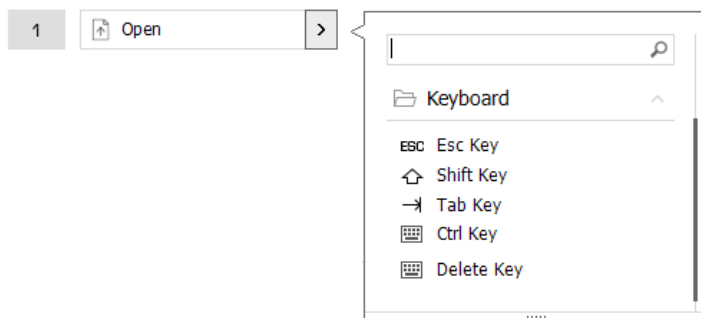 1 Open >
Keyboard
ESC Esc Key
Shift Key
Tab Key
Ctrl Key
Delete Key